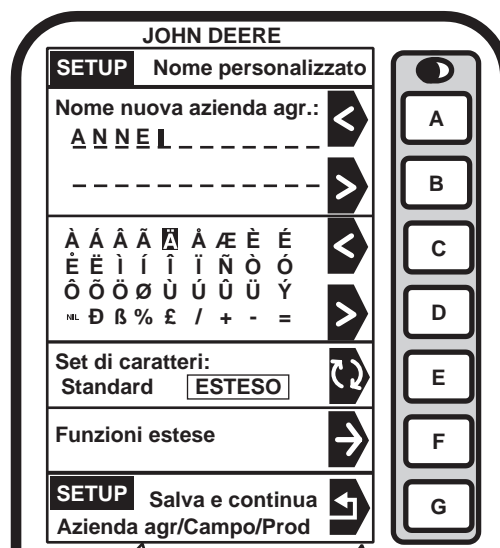 JOHN DEERE
SETUP Nome personalizzato
Nome nuova azienda agr.:
A N N E L _ _ _ _ _ _ _
_ _ _ _ _ _ _ _ _ _ _ _ _
<
>
À Á Â Ã Ä Å Æ È É
Ê Ë Ì Í Î Ï Ñ Ò Ó
Ô Õ Ö Ø Ù Ú Û Ü Ý
NIL Ð ß % £ / + - =
<
>
Set di caratteri:
Standard ESTESO
Funzioni estese
SETUP Salva e continua
Azienda agr/Campo/Prod
A
B
C
D
E
F
G